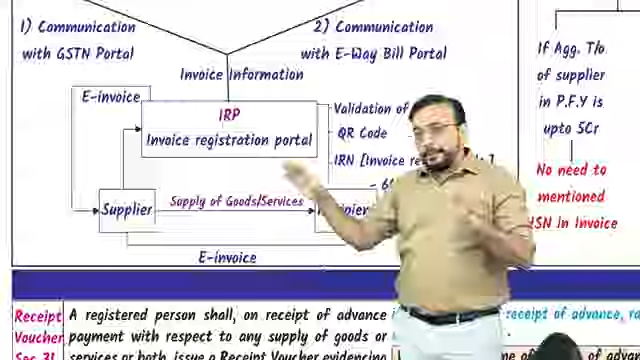 1) Communication
with GSTN Portal
2) Communication
with E-Way Bill Portal
Invoice Information
E-invoice
IRP
Invoice registration portal
Validation of
QR Code
IRN [Invoice
Supplier
Supply of Goods/Services
E-invoice
If Agg. T/o
of supplier
in P.F.Y is
upto 5Cr
No need to
mentioned
in Invoice
Receipt
Voucher
Sec 31
A registered person shall, on receipt of advance
payment with respect to any supply of goods or
services or both, issue a Receipt Voucher evidencing
receipt of advance,
of advan